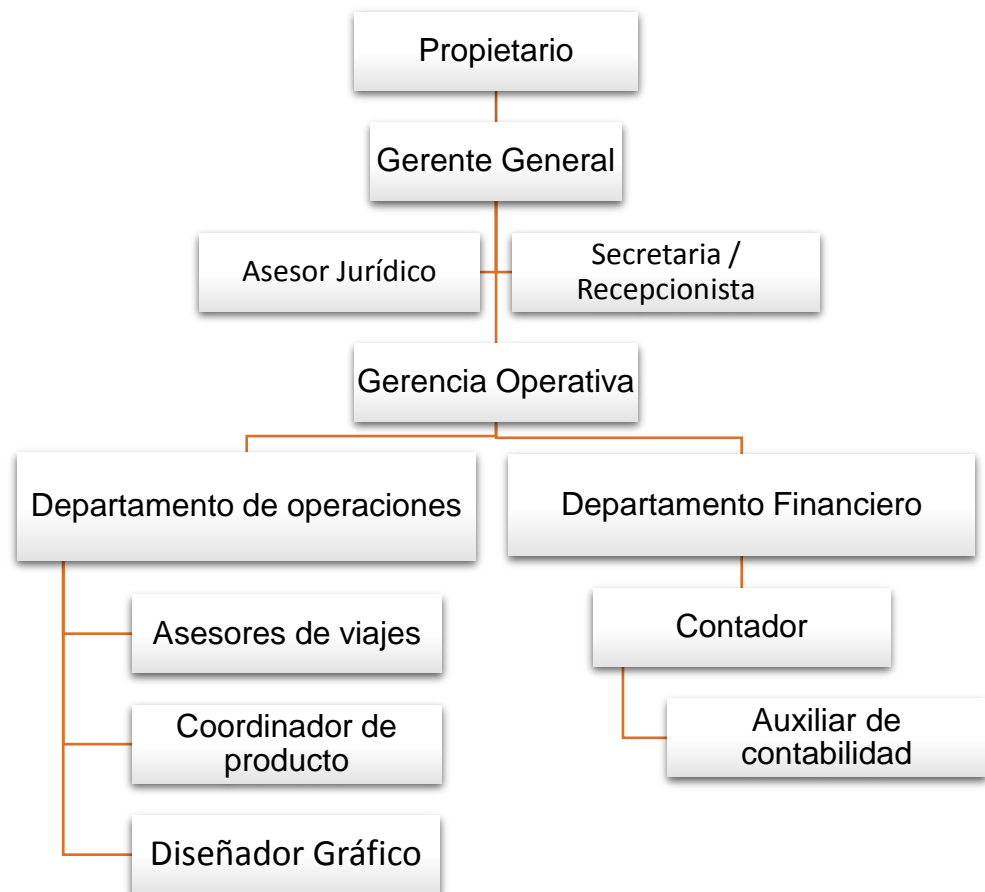 Propietario
Gerente General
Asesor Jurídico
Secretaria /
Recepcionista
Gerencia Operativa
Departamento de operaciones
Departamento Financiero
Asesores de viajes
Contador
Coordinador de
producto
Auxiliar de
contabilidad
Diseñador Gráfico